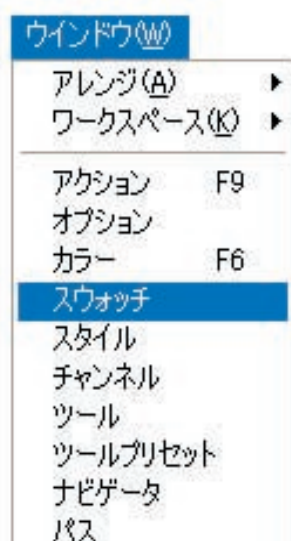 ウインドウ(W)
アレンジ(A)
ワークスペース(K)
アクション F9
オプション
カラー F6
スウォッチ
スタイル
チャンネル
ツール
ツールプリセット
ナビゲータ
パス